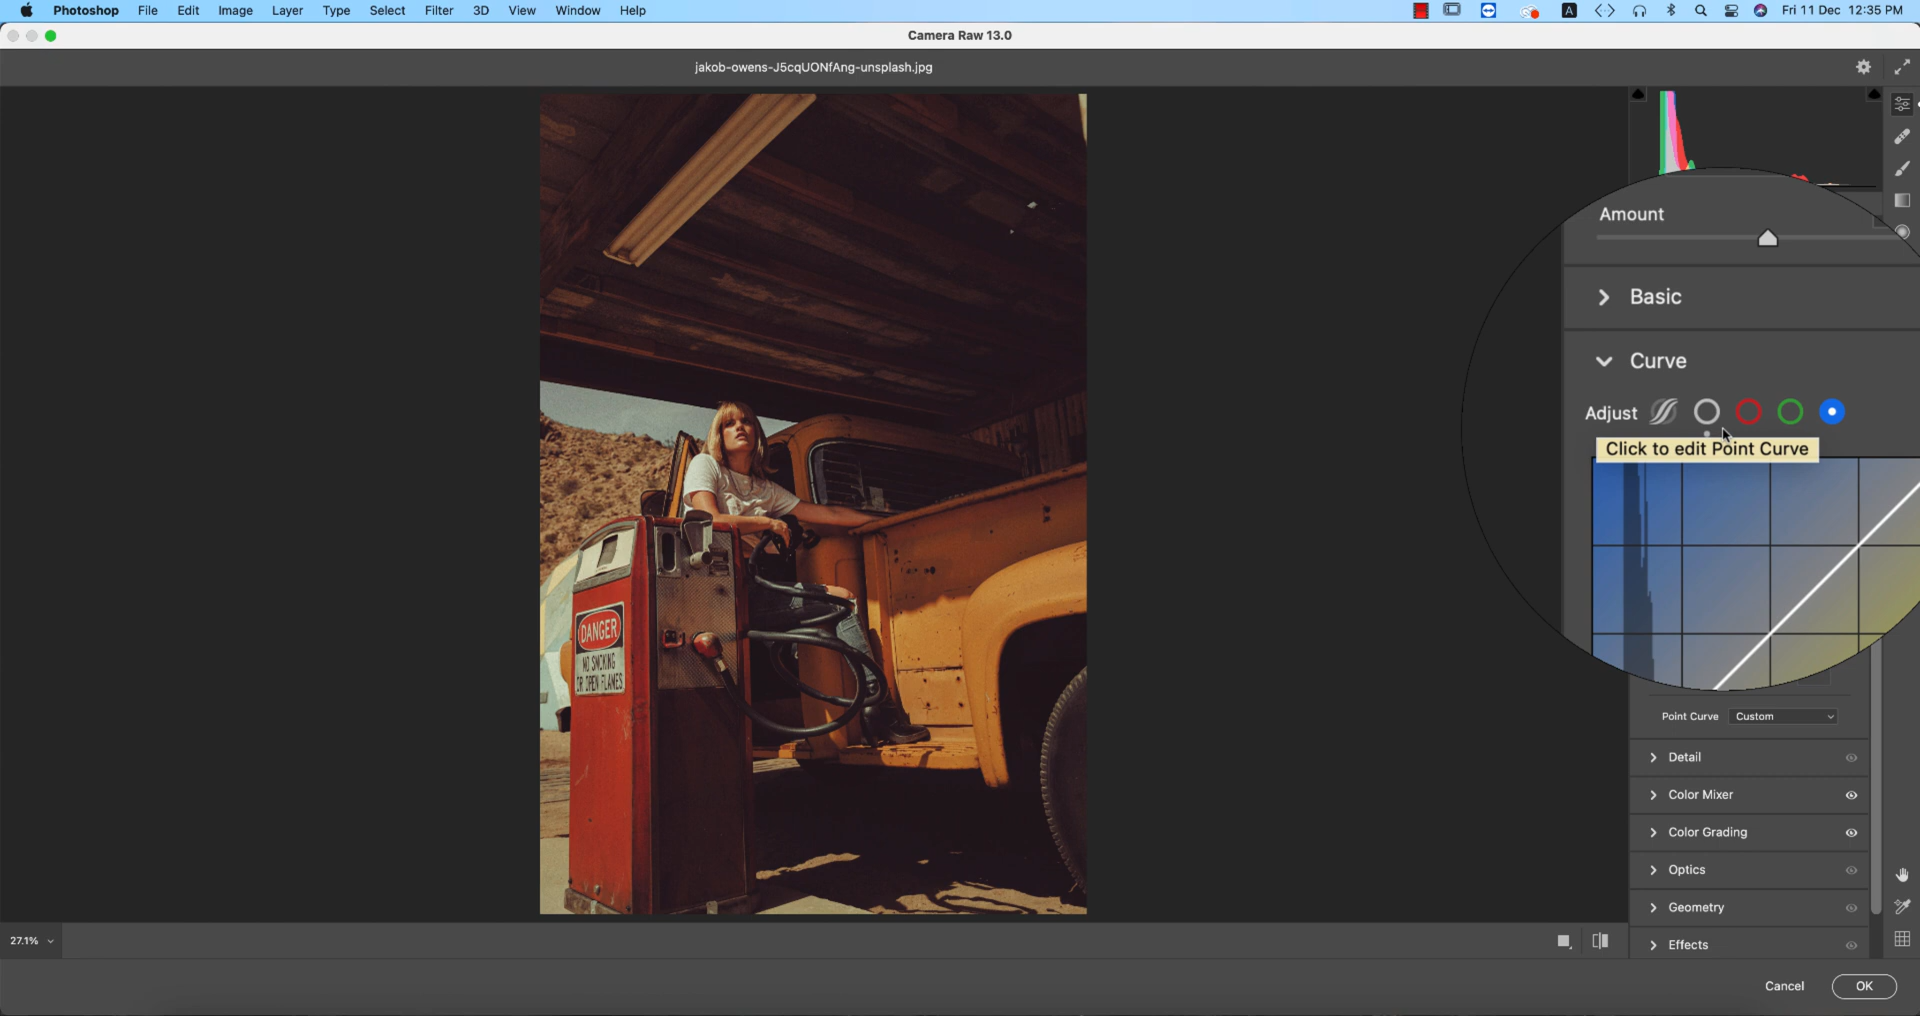 Photoshop File Edit Image Layer Type Select Filter 3D View Window Help A Fri 11 Dec 12:35 PM
Camera Raw 13.0
jakob-owens-J5cqUONfAng-unsplash.jpg
Amount
Basic
Curve
Adjust
Click to edit Point Curve
DANGER
NO SMOKING
OR OPEN FLAMES
Point Curve Custom
Detail
Color Mixer
Color Grading
Optics
Geometry
Effects
27.1%
Cancel OK